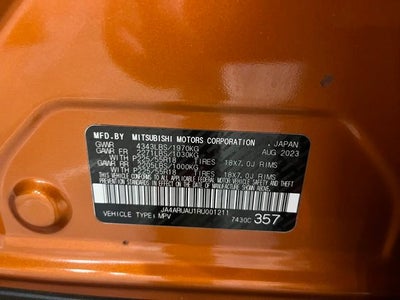 MFD.BY MITSUBISHI MOTORS CORPORATION , JAPAN
GVWR 4343LBS/1970KG AUG 2023
GAWR FR 2271LBS/1030KG
WITH P225/55R18 TIRES 18X7.0J RIMS
GAWR RR 2205LBS/1000KG
WITH P225/55R18 TIRES 18X7.0J RIMS
JA4ARUAU1RU001211
VEHICLE TYPE: MPV 7430C 357